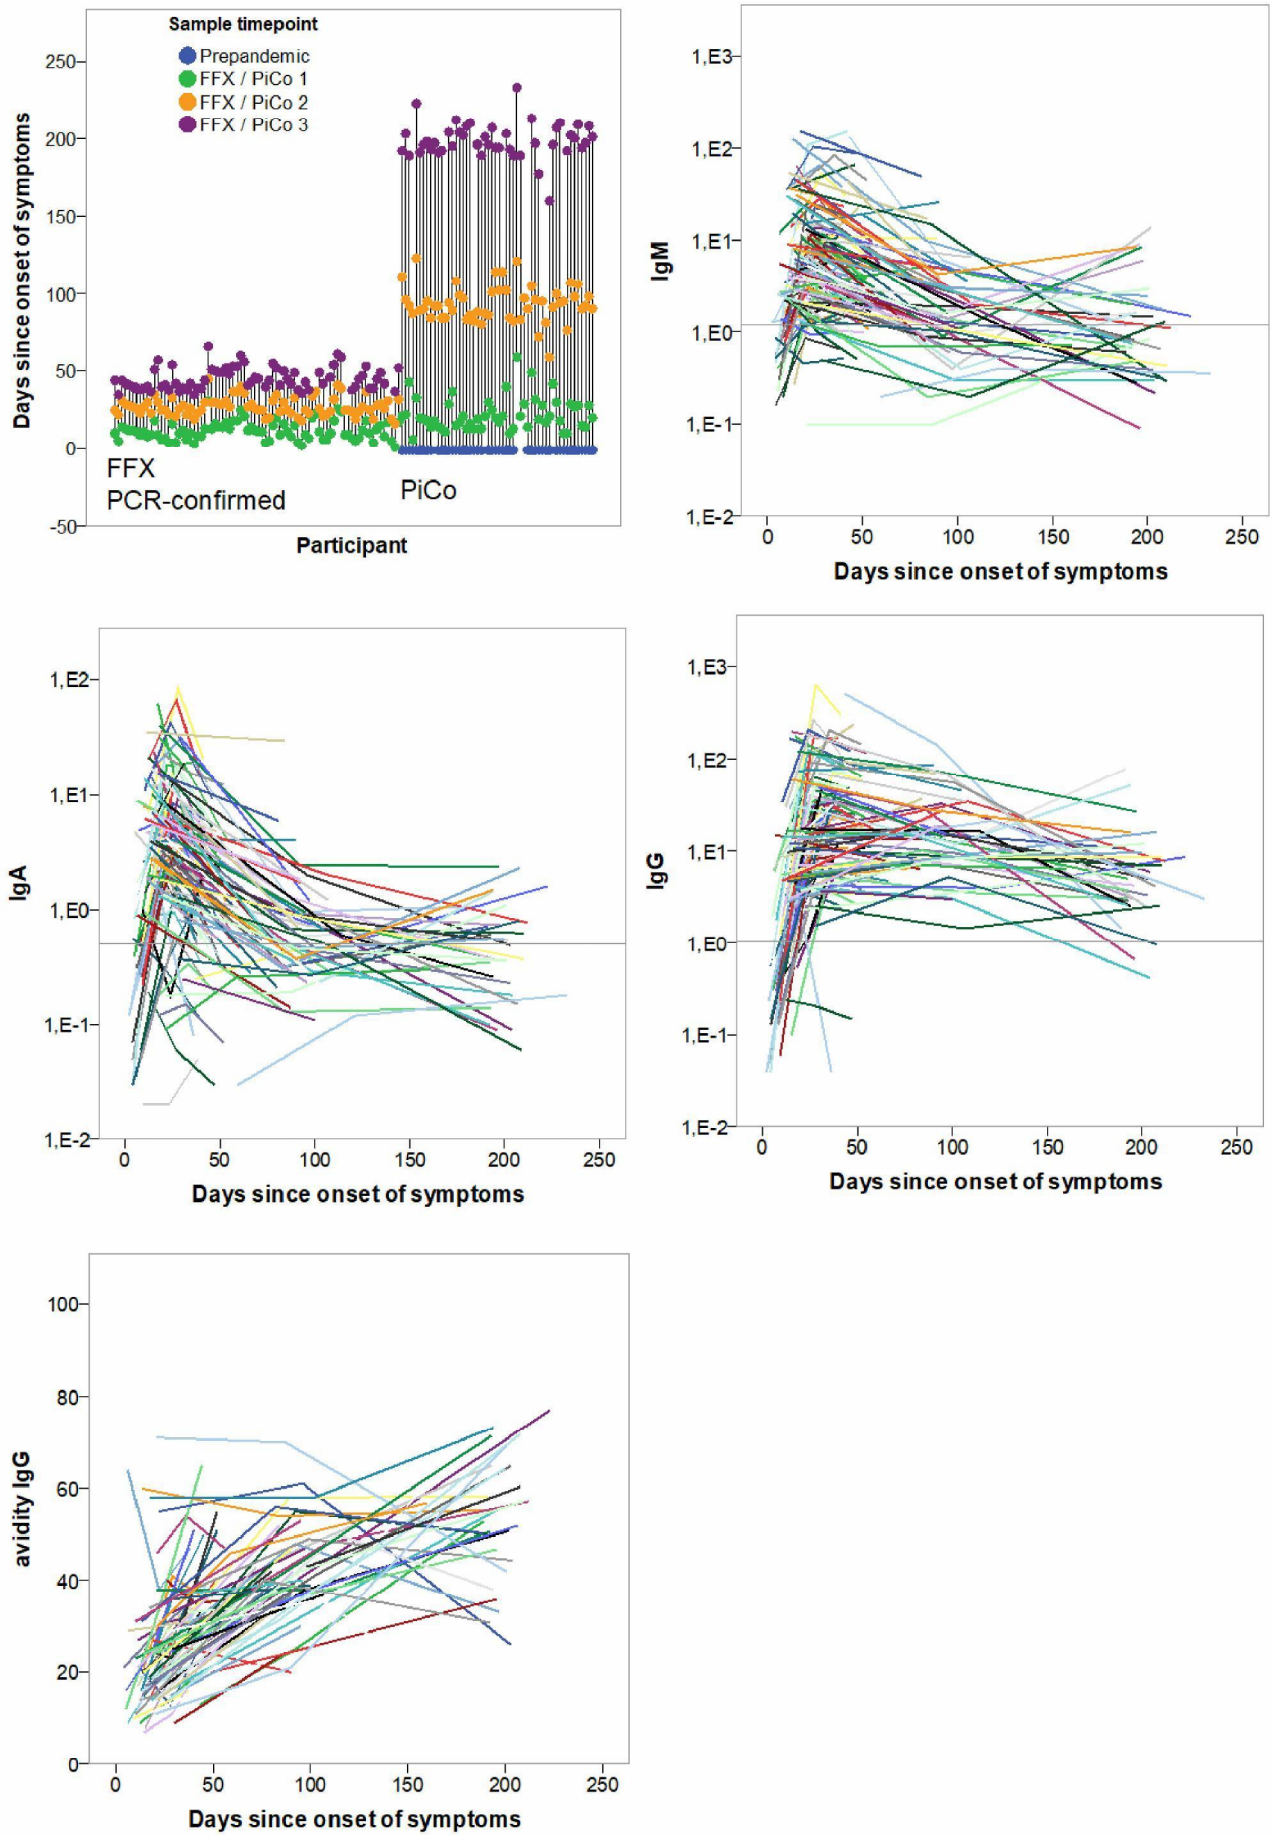 Sample timepoint
Prepandemic
FFX / PiCo 1
FFX / PiCo 2
FFX / PiCo 3
Days since onset of symptoms
250
200
150
100
50
0
-50
FFX
PCR-confirmed
PiCo
Participant
IgM
1,E3
1,E2
1,E1
1,E0
1,E-1
1,E-2
0 50 100 150 200 250
Days since onset of symptoms
IgA
1,E2
1,E1
1,E0
1,E-1
1,E-2
0 50 100 150 200 250
Days since onset of symptoms
IgG
1,E3
1,E2
1,E1
1,E0
1,E-1
1,E-2
0 50 100 150 200 250
Days since onset of symptoms
avidity IgG
100
80
60
40
20
0
0 50 100 150 200 250
Days since onset of symptoms